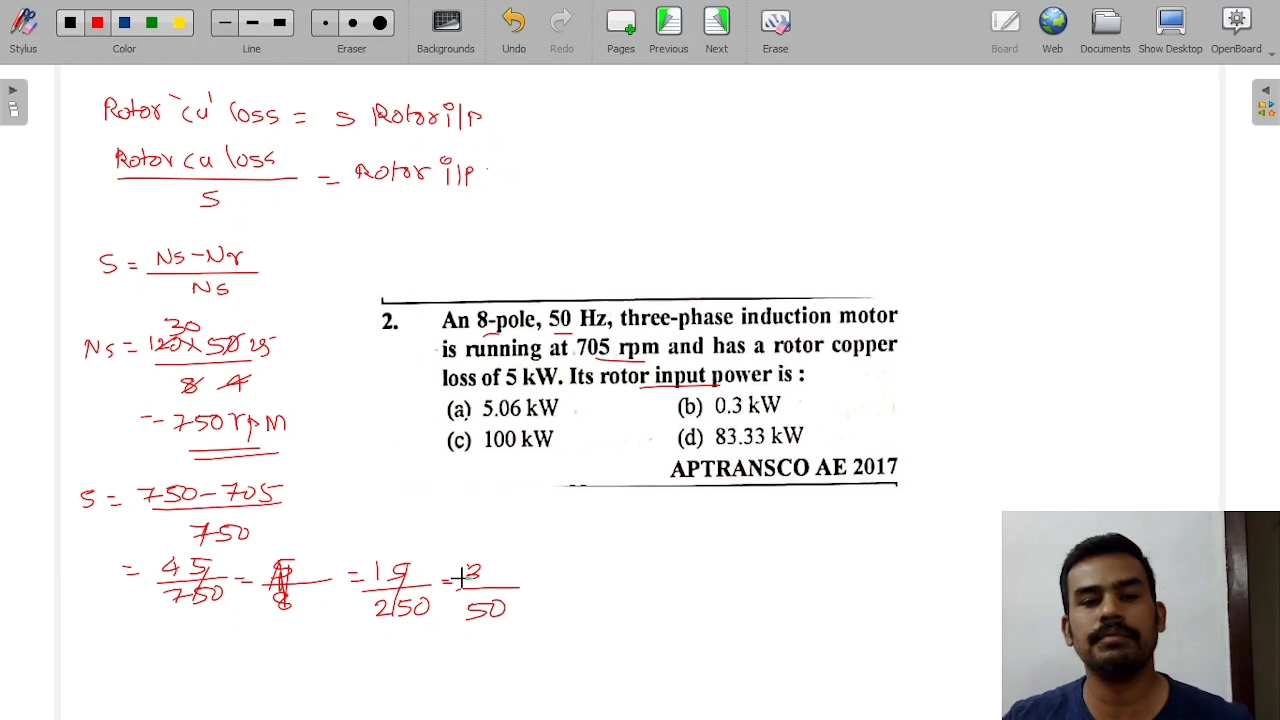 Stylus Color Line Eraser Backgrounds Undo Redo Pages Previous Next Erase Board Web Documents Show Desktop OpenBoard
Rotor 'cu' loss = s Rotor i/p
Rotor cu loss
S
= Rotor i/p
S = Ns - Nr
Ns
Ns = 120 x 50
30
25
8 4
= 750 rpm
S = 750 - 705
750
= 45 / 750 = = 15 / 250 = 3 / 50
2. An 8-pole, 50 Hz, three-phase induction motor
is running at 705 rpm and has a rotor copper
loss of 5 kW. Its rotor input power is :
(a) 5.06 kW (b) 0.3 kW
(c) 100 kW (d) 83.33 kW
APTRANSCO AE 2017